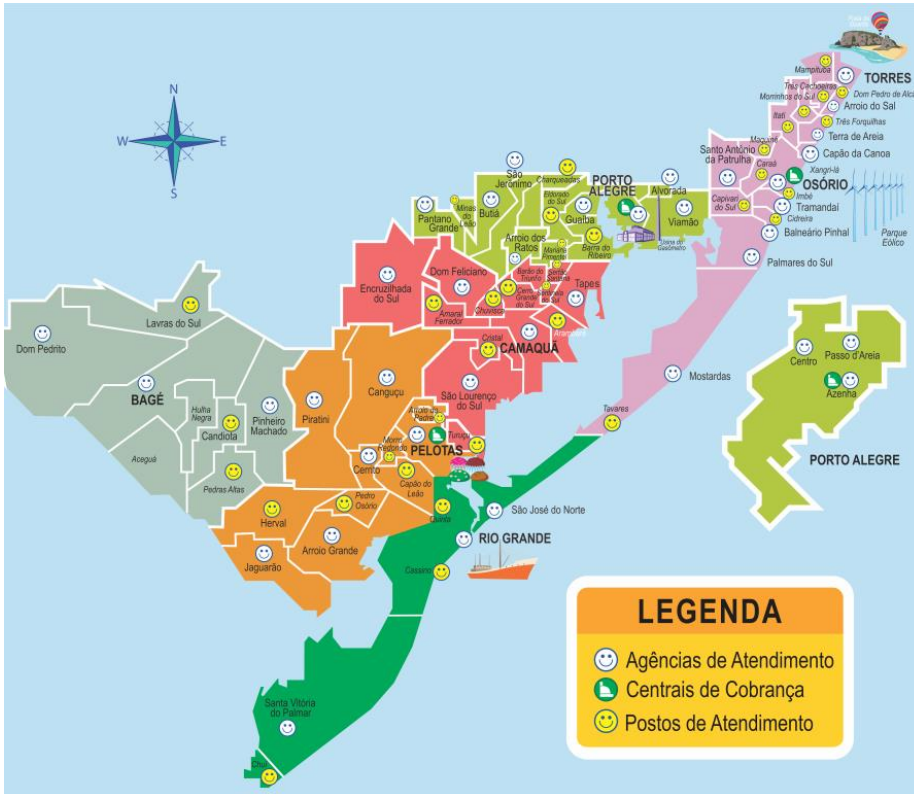 N
W
E
S
Mampituba
TORRES
Três Cachoeiras
Morrinhos do Sul
Dom Pedro de Alca
Arroio do Sal
Itati
Três Forquilhas
Terra de Areia
Maquiné
Capão da Canoa
Santo Antônio
da Patrulha
Caraá
Xangri-lá
OSÓRIO
Imbé
Capivari
do Sul
Tramandaí
Cidreira
Balneário Pinhal
Parque
Eólico
Palmares do Sul
Mostardas
Tavares
São
Jerônimo
Charqueadas
PORTO
ALEGRE
Alvorada
Viamão
Minas
do
Leão
Butiá
Eldorado
do Sul
Guaíba
Pantano
Grande
Arroio dos
Ratos
Mariana
Pimentel
Barra do
Ribeiro
Usina do
Gasômetro
Encruzilhada
do Sul
Dom Feliciano
Barão do
Triunfo
Sertão
Santana
Tapes
Cerro
Grande
do Sul
Sentinela
do Sul
Chuvisca
Amaral
Ferrador
Cristal
CAMAQUÃ
São Lourenço
do Sul
Lavras do Sul
Dom Pedrito
BAGÉ
Hulha
Negra
Candiota
Pinheiro
Machado
Aceguá
Pedras Altas
Piratini
Canguçu
Arroio do
Padre
Turuçu
Morro
Redondo
PELOTAS
Cerrito
Capão do
Leão
Pedro
Osório
Herval
Arroio Grande
Jaguarão
Quinta
São José do Norte
RIO GRANDE
Cassino
Santa Vitória
do Palmar
Chuí
Centro
Passo d'Areia
Azenha
PORTO ALEGRE
LEGENDA
Agências de Atendimento
Centrais de Cobrança
Postos de Atendimento